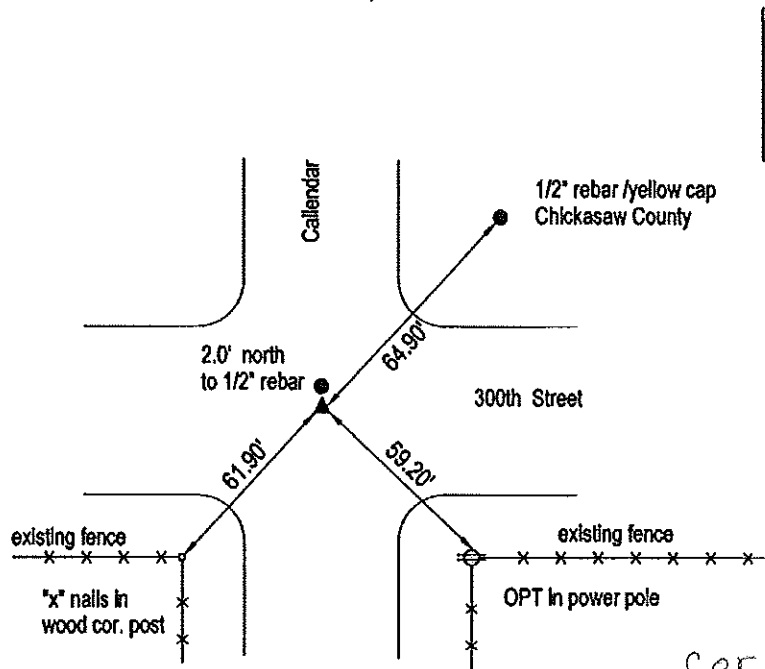 Callendar
1/2" rebar /yellow cap
Chickasaw County
64.90'
2.0' north
to 1/2" rebar
300th Street
61.90'
59.20'
existing fence
existing fence
"x" nails in
wood cor. post
OPT in power pole